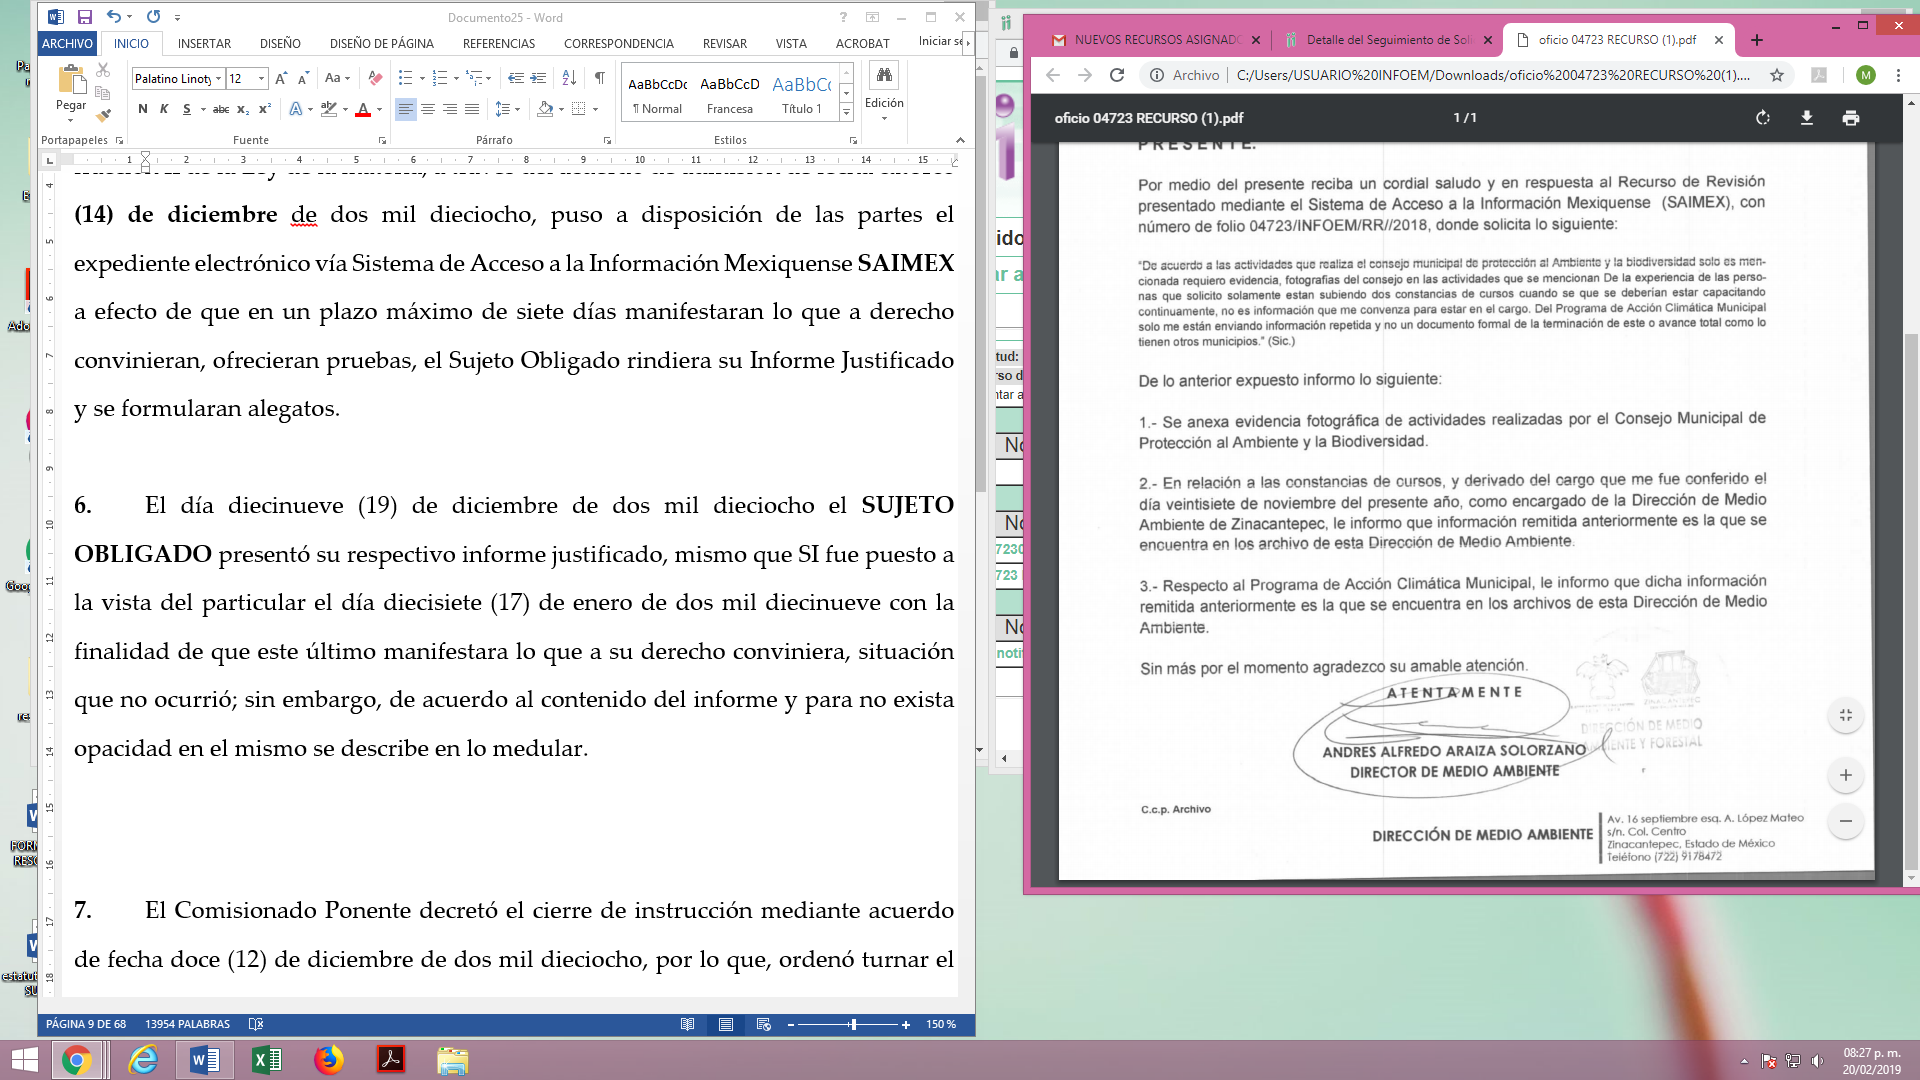 Documento25 - Word
ARCHIVO INICIO INSERTAR DISEÑO DISEÑO DE PÁGINA REFERENCIAS CORRESPONDENCIA REVISAR VISTA ACROBAT Iniciar se
Palatino Linoty 12
Pegar
N K S abc
AaBbCcDc AaBbCcD AaBbCc
¶ Normal Francesa Título 1
Edición
Portapapeles Fuente Párrafo Estilos
(14) de diciembre de dos mil dieciocho, puso a disposición de las partes el
expediente electrónico vía Sistema de Acceso a la Información Mexiquense SAIMEX
a efecto de que en un plazo máximo de siete días manifestaran lo que a derecho
convinieran, ofrecieran pruebas, el Sujeto Obligado rindiera su Informe Justificado
y se formularan alegatos.
6. El día diecinueve (19) de diciembre de dos mil dieciocho el SUJETO
OBLIGADO presentó su respectivo informe justificado, mismo que SI fue puesto a
la vista del particular el día diecisiete (17) de enero de dos mil diecinueve con la
finalidad de que este último manifestara lo que a su derecho conviniera, situación
que no ocurrió; sin embargo, de acuerdo al contenido del informe y para no exista
opacidad en el mismo se describe en lo medular.
7. El Comisionado Ponente decretó el cierre de instrucción mediante acuerdo
de fecha doce (12) de diciembre de dos mil dieciocho, por lo que, ordenó turnar el
PÁGINA 9 DE 68 13954 PALABRAS 150 %
NUEVOS RECURSOS ASIGNADO Detalle del Seguimiento de Soli oficio 04723 RECURSO (1).pdf
Archivo C:/Users/USUARIO%20INFOEM/Downloads/oficio%2004723%20RECURSO%20(1)....
M
oficio 04723 RECURSO (1).pdf 1 / 1
PRESENTE.
Por medio del presente reciba un cordial saludo y en respuesta al Recurso de Revisión
presentado mediante el Sistema de Acceso a la Información Mexiquense (SAIMEX), con
número de folio 04723/INFOEM/RR//2018, donde solicita lo siguiente:
"De acuerdo a las actividades que realiza el consejo municipal de protección al Ambiente y la biodiversidad solo es men-
cionada requiero evidencia, fotografias del consejo en las actividades que se mencionan De la experiencia de las perso-
nas que solicito solamente estan subiendo dos constancias de cursos cuando se que se deberían estar capacitando
continuamente, no es información que me convenza para estar en el cargo. Del Programa de Acción Climática Municipal
solo me están enviando información repetida y no un documento formal de la terminación de este o avance total como lo
tienen otros municipios." (Sic.)
De lo anterior expuesto informo lo siguiente:
1.- Se anexa evidencia fotográfica de actividades realizadas por el Consejo Municipal de
Protección al Ambiente y la Biodiversidad.
2.- En relación a las constancias de cursos, y derivado del cargo que me fue conferido el
día veintisiete de noviembre del presente año, como encargado de la Dirección de Medio
Ambiente de Zinacantepec, le informo que información remitida anteriormente es la que se
encuentra en los archivo de esta Dirección de Medio Ambiente.
3.- Respecto al Programa de Acción Climática Municipal, le informo que dicha información
remitida anteriormente es la que se encuentra en los archivos de esta Dirección de Medio
Ambiente.
Sin más por el momento agradezco su amable atención.
ATENTAMENTE
DIRECCIÓN DE MEDIO
ANDRES ALFREDO ARAIZA SOLORZANO
DIRECTOR DE MEDIO AMBIENTE
C.c.p. Archivo
DIRECCIÓN DE MEDIO AMBIENTE
Av. 16 septiembre esq. A. López Mateo
s/n. Col. Centro
Zinacantepec, Estado de México
Teléfono (722) 9178472
08:27 p. m.
20/02/2019